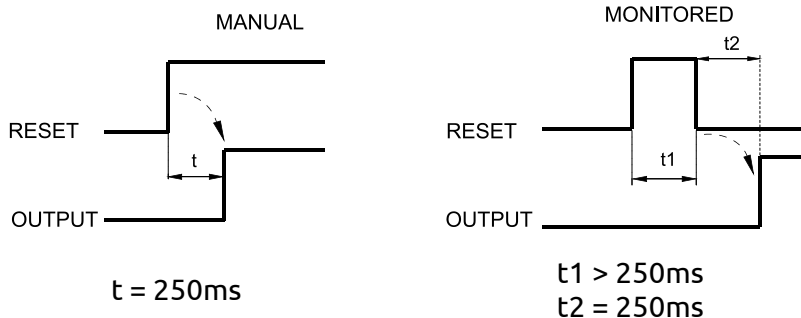 MANUAL
RESET
t
OUTPUT
t = 250ms
MONITORED
t2
RESET
t1
OUTPUT
t1 > 250ms
t2 = 250ms